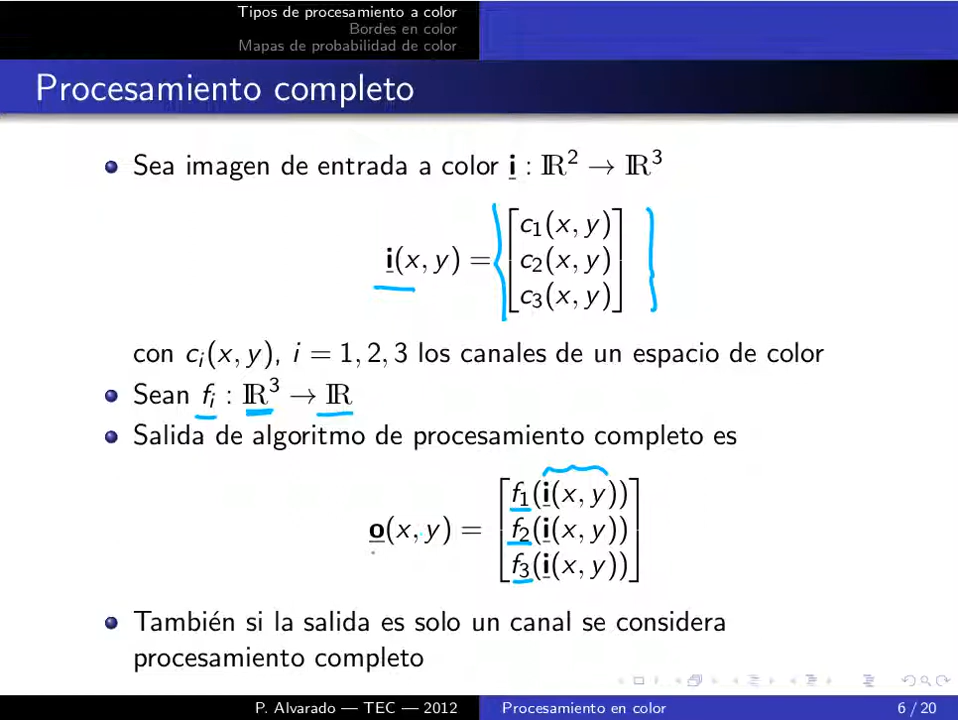 Tipos de procesamiento a color
Bordes en color
Mapas de probabilidad de color
Procesamiento completo
Sea imagen de entrada a color i : ℝ² → ℝ³
i(x, y) = [c₁(x, y)
c₂(x, y)
c₃(x, y)]
con cᵢ(x, y), i = 1, 2, 3 los canales de un espacio de color
Sean fᵢ : ℝ³ → ℝ
Salida de algoritmo de procesamiento completo es
o(x, y) = [f₁(i(x, y))
f₂(i(x, y))
f₃(i(x, y))]
También si la salida es solo un canal se considera
procesamiento completo
P. Alvarado — TEC — 2012 Procesamiento en color 6 / 20